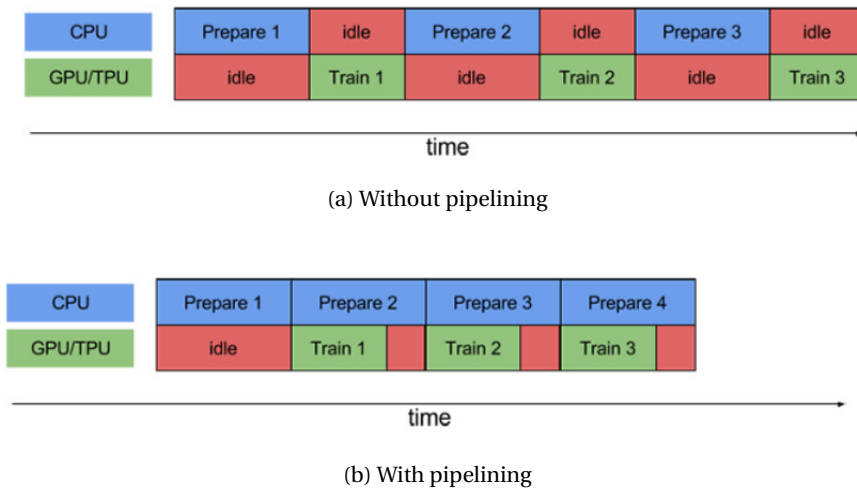 CPU Prepare 1 idle Prepare 2 idle Prepare 3 idle
GPU/TPU idle Train 1 idle Train 2 idle Train 3
time
(a) Without pipelining
CPU Prepare 1 Prepare 2 Prepare 3 Prepare 4
GPU/TPU idle Train 1 Train 2 Train 3
time
(b) With pipelining